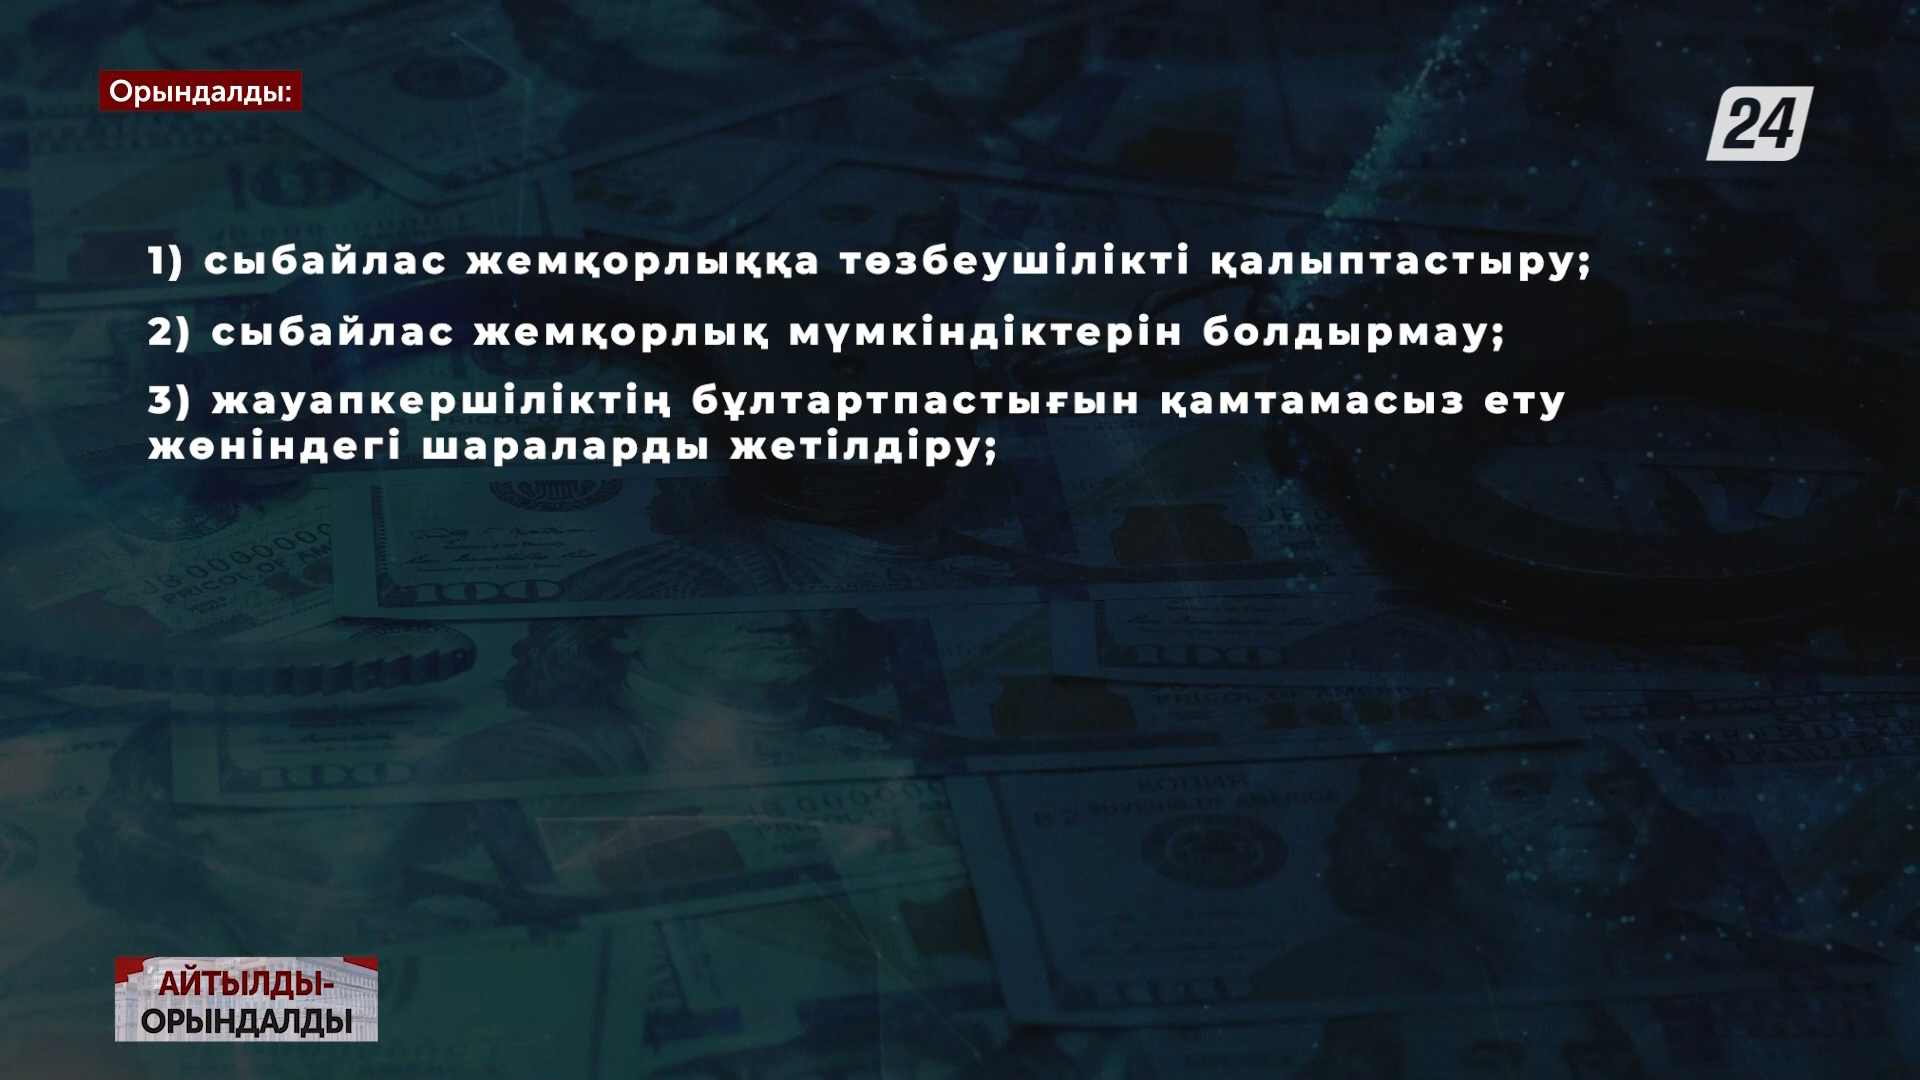 Орындалды:
24
1) сыбайлас жемқорлыққа төзбеушілікті қалыптастыру;
2) сыбайлас жемқорлық мүмкіндіктерін болдырмау;
3) жауапкершіліктің бұлтартпастығын қамтамасыз ету
жөніндегі шараларды жетілдіру;
АЙТЫЛДЫ-
ОРЫНДАЛДЫ